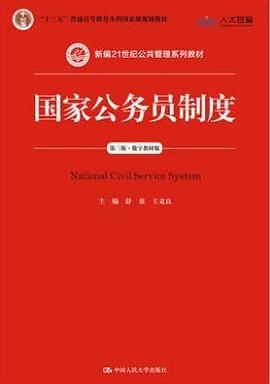 "十二五"普通高等教育本科国家级规划教材
人大芸窗
新编21世纪公共管理系列教材
国家公务员制度
第三版·数字教材版
National Civil Service System
主 编 舒 放 王克良
中国人民大学出版社